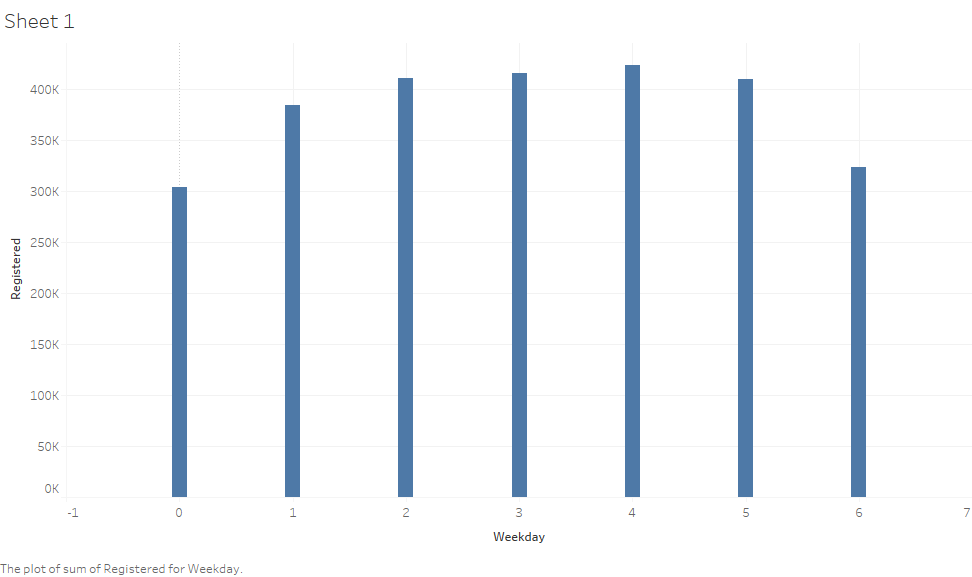 Sheet 1
400K
350K
300K
250K
200K
150K
100K
50K
0K
Registered
-1 0 1 2 3 4 5 6 7
Weekday
The plot of sum of Registered for Weekday.